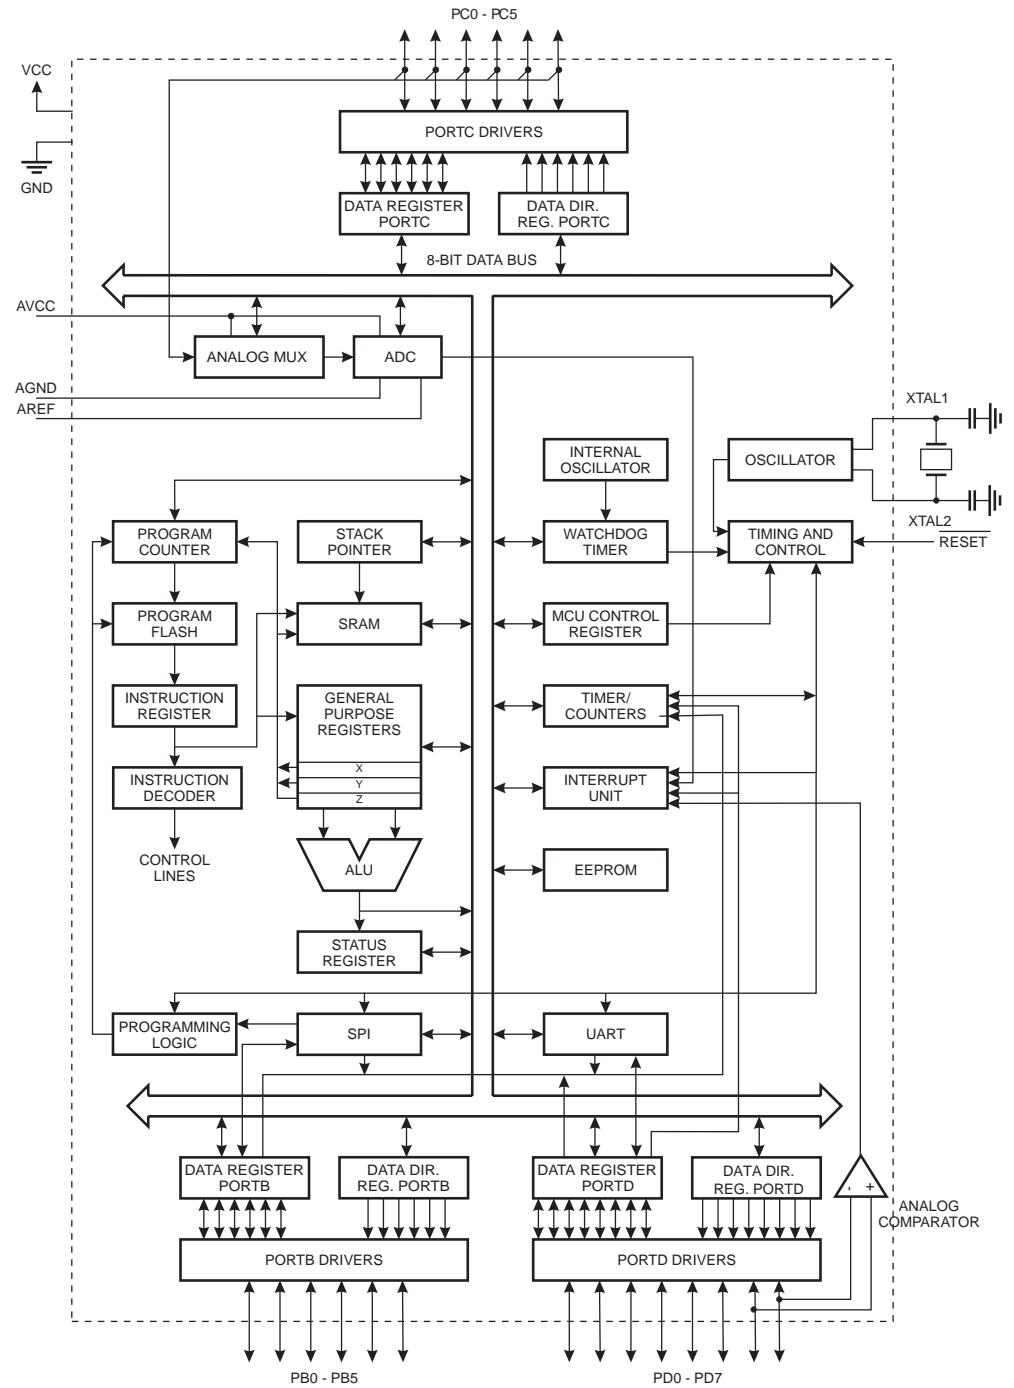 PC0 - PC5
VCC
PORTC DRIVERS
GND
DATA REGISTER
PORTC
DATA DIR.
REG. PORTC
8-BIT DATA BUS
AVCC
ANALOG MUX
ADC
AGND
AREF
XTAL1
INTERNAL
OSCILLATOR
OSCILLATOR
XTAL2
RESET
PROGRAM
COUNTER
STACK
POINTER
WATCHDOG
TIMER
TIMING AND
CONTROL
PROGRAM
FLASH
SRAM
MCU CONTROL
REGISTER
INSTRUCTION
REGISTER
GENERAL
PURPOSE
REGISTERS
X
Y
Z
TIMER/
COUNTERS
INSTRUCTION
DECODER
INTERRUPT
UNIT
CONTROL
LINES
ALU
EEPROM
STATUS
REGISTER
PROGRAMMING
LOGIC
SPI
UART
DATA REGISTER
PORTB
DATA DIR.
REG. PORTB
DATA REGISTER
PORTD
DATA DIR.
REG. PORTD
- +
ANALOG
COMPARATOR
PORTB DRIVERS
PORTD DRIVERS
PB0 - PB5
PD0 - PD7